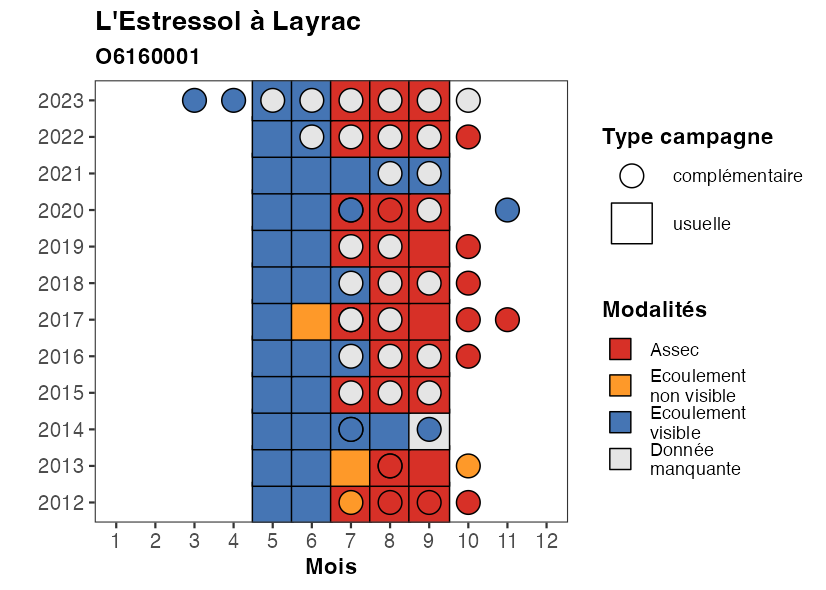 L'Estressol à Layrac
O6160001
2023
2022
2021
2020
2019
2018
2017
2016
2015
2014
2013
2012
1 2 3 4 5 6 7 8 9 10 11 12
Mois
Type campagne
complémentaire
usuelle
Modalités
Assec
Ecoulement
non visible
Ecoulement
visible
Donnée
manquante